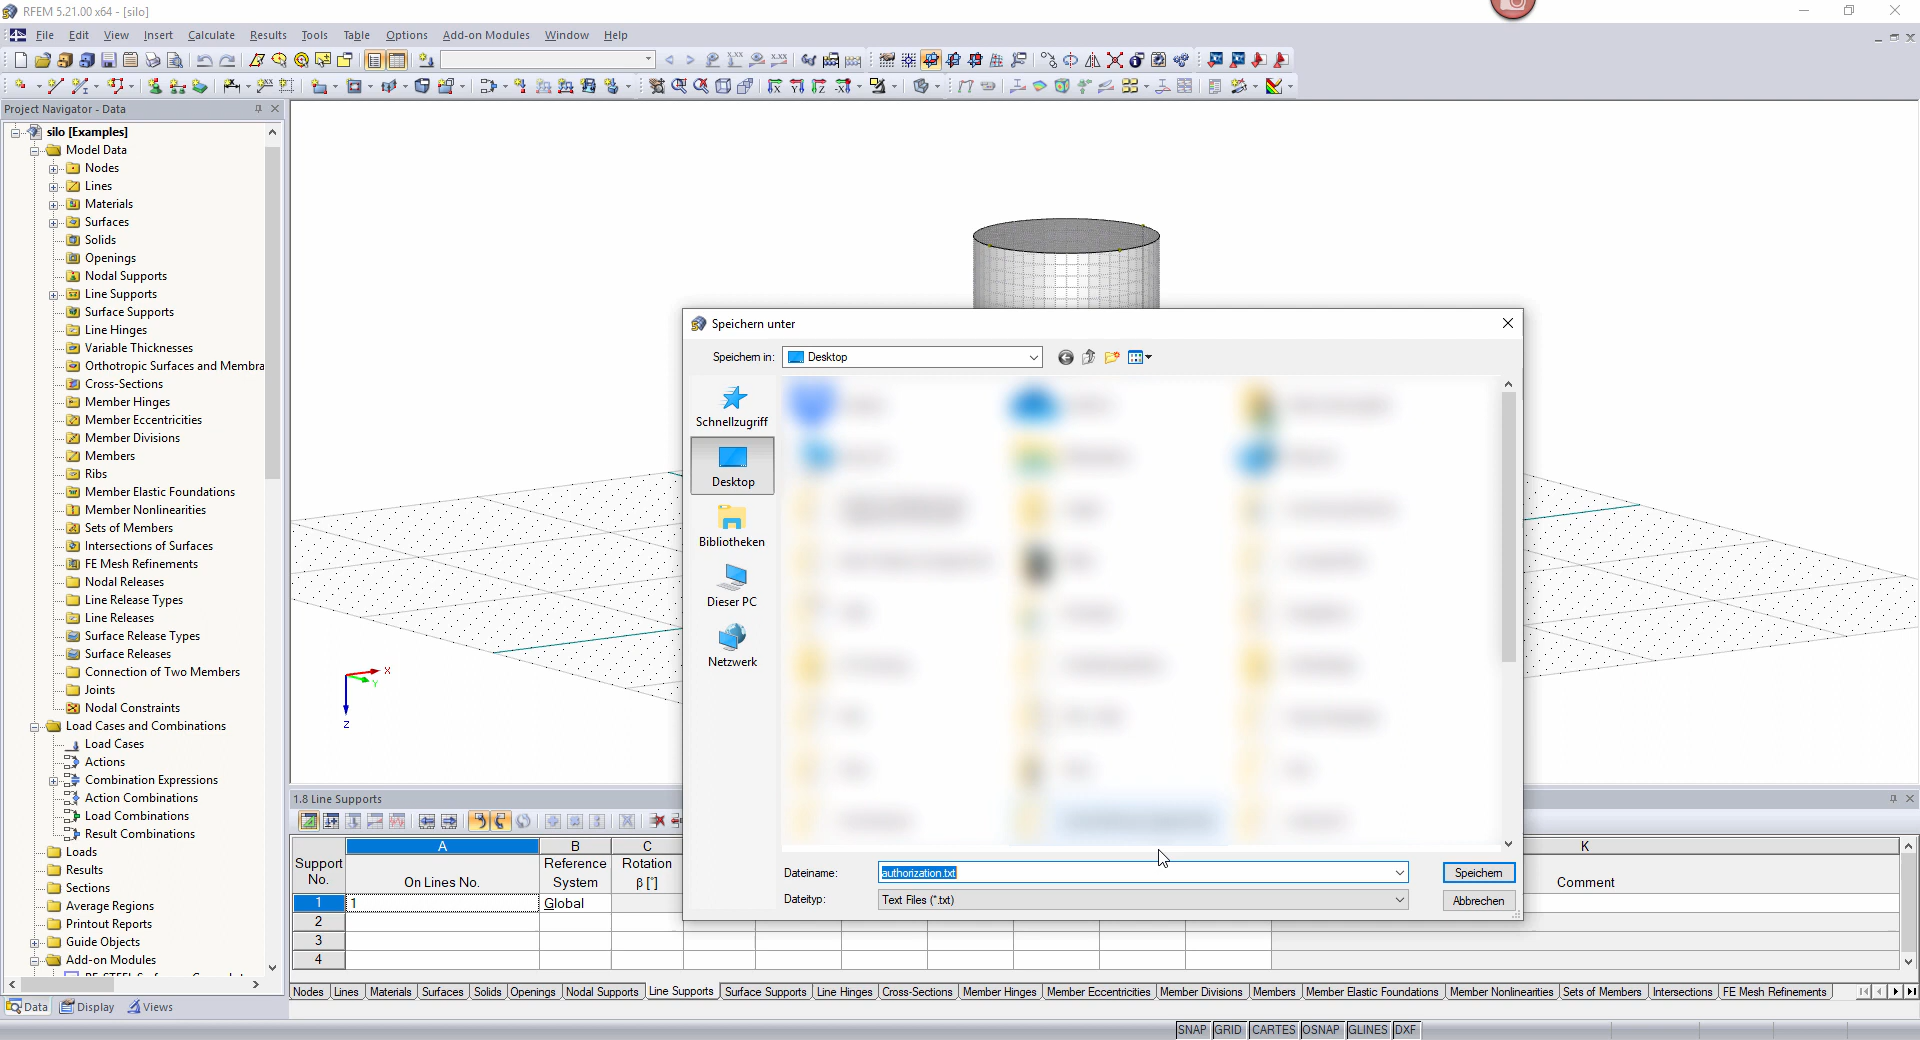 RFEM 5.21.00 x64 - [silo]
File Edit View Insert Calculate Results Tools Table Options Add-on Modules Window Help
Project Navigator - Data
silo [Examples]
Model Data
Nodes
Lines
Materials
Surfaces
Solids
Openings
Nodal Supports
Line Supports
Surface Supports
Line Hinges
Variable Thicknesses
Orthotropic Surfaces and Membra
Cross-Sections
Member Hinges
Member Eccentricities
Member Divisions
Members
Ribs
Member Elastic Foundations
Member Nonlinearities
Sets of Members
Intersections of Surfaces
FE Mesh Refinements
Nodal Releases
Line Release Types
Line Releases
Surface Release Types
Surface Releases
Connection of Two Members
Joints
Nodal Constraints
Load Cases and Combinations
Load Cases
Actions
Combination Expressions
Action Combinations
Load Combinations
Result Combinations
Loads
Results
Sections
Average Regions
Printout Reports
Guide Objects
Add-on Modules
Data Display Views
X
Y
Z
Speichern unter
Speichern in: Desktop
Schnellzugriff
Desktop
Bibliotheken
Dieser PC
Netzwerk
Dateiname: authorization.txt Speichern
Dateityp: Text Files (*.txt) Abbrechen
1.8 Line Supports
A B C K
Support Reference Rotation
No. On Lines No. System β [°] Comment
1 1 Global
2
3
4
Nodes Lines Materials Surfaces Solids Openings Nodal Supports Line Supports Surface Supports Line Hinges Cross-Sections Member Hinges Member Eccentricities Member Divisions Members Member Elastic Foundations Member Nonlinearities Sets of Members Intersections FE Mesh Refinements
SNAP GRID CARTES OSNAP GLINES DXF